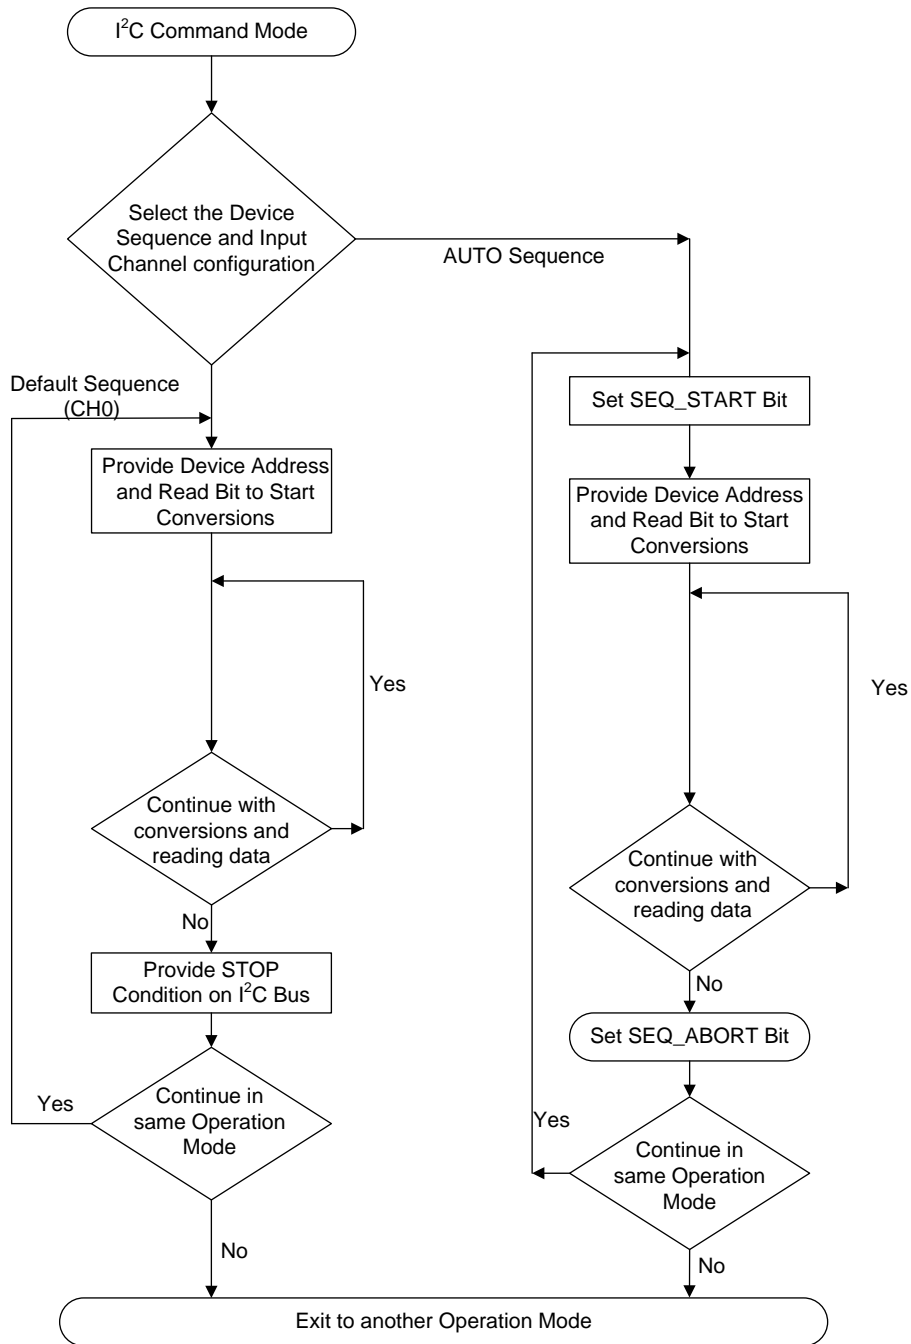 I²C Command Mode
Select the Device
Sequence and Input
Channel configuration
AUTO Sequence
Default Sequence
(CH0)
Set SEQ_START Bit
Provide Device Address
and Read Bit to Start
Conversions
Provide Device Address
and Read Bit to Start
Conversions
Yes
Yes
Continue with
conversions and
reading data
Continue with
conversions and
reading data
No
Provide STOP
Condition on I²C Bus
No
Set SEQ_ABORT Bit
Yes
Continue in
same Operation
Mode
Yes
Continue in
same Operation
Mode
No
No
Exit to another Operation Mode